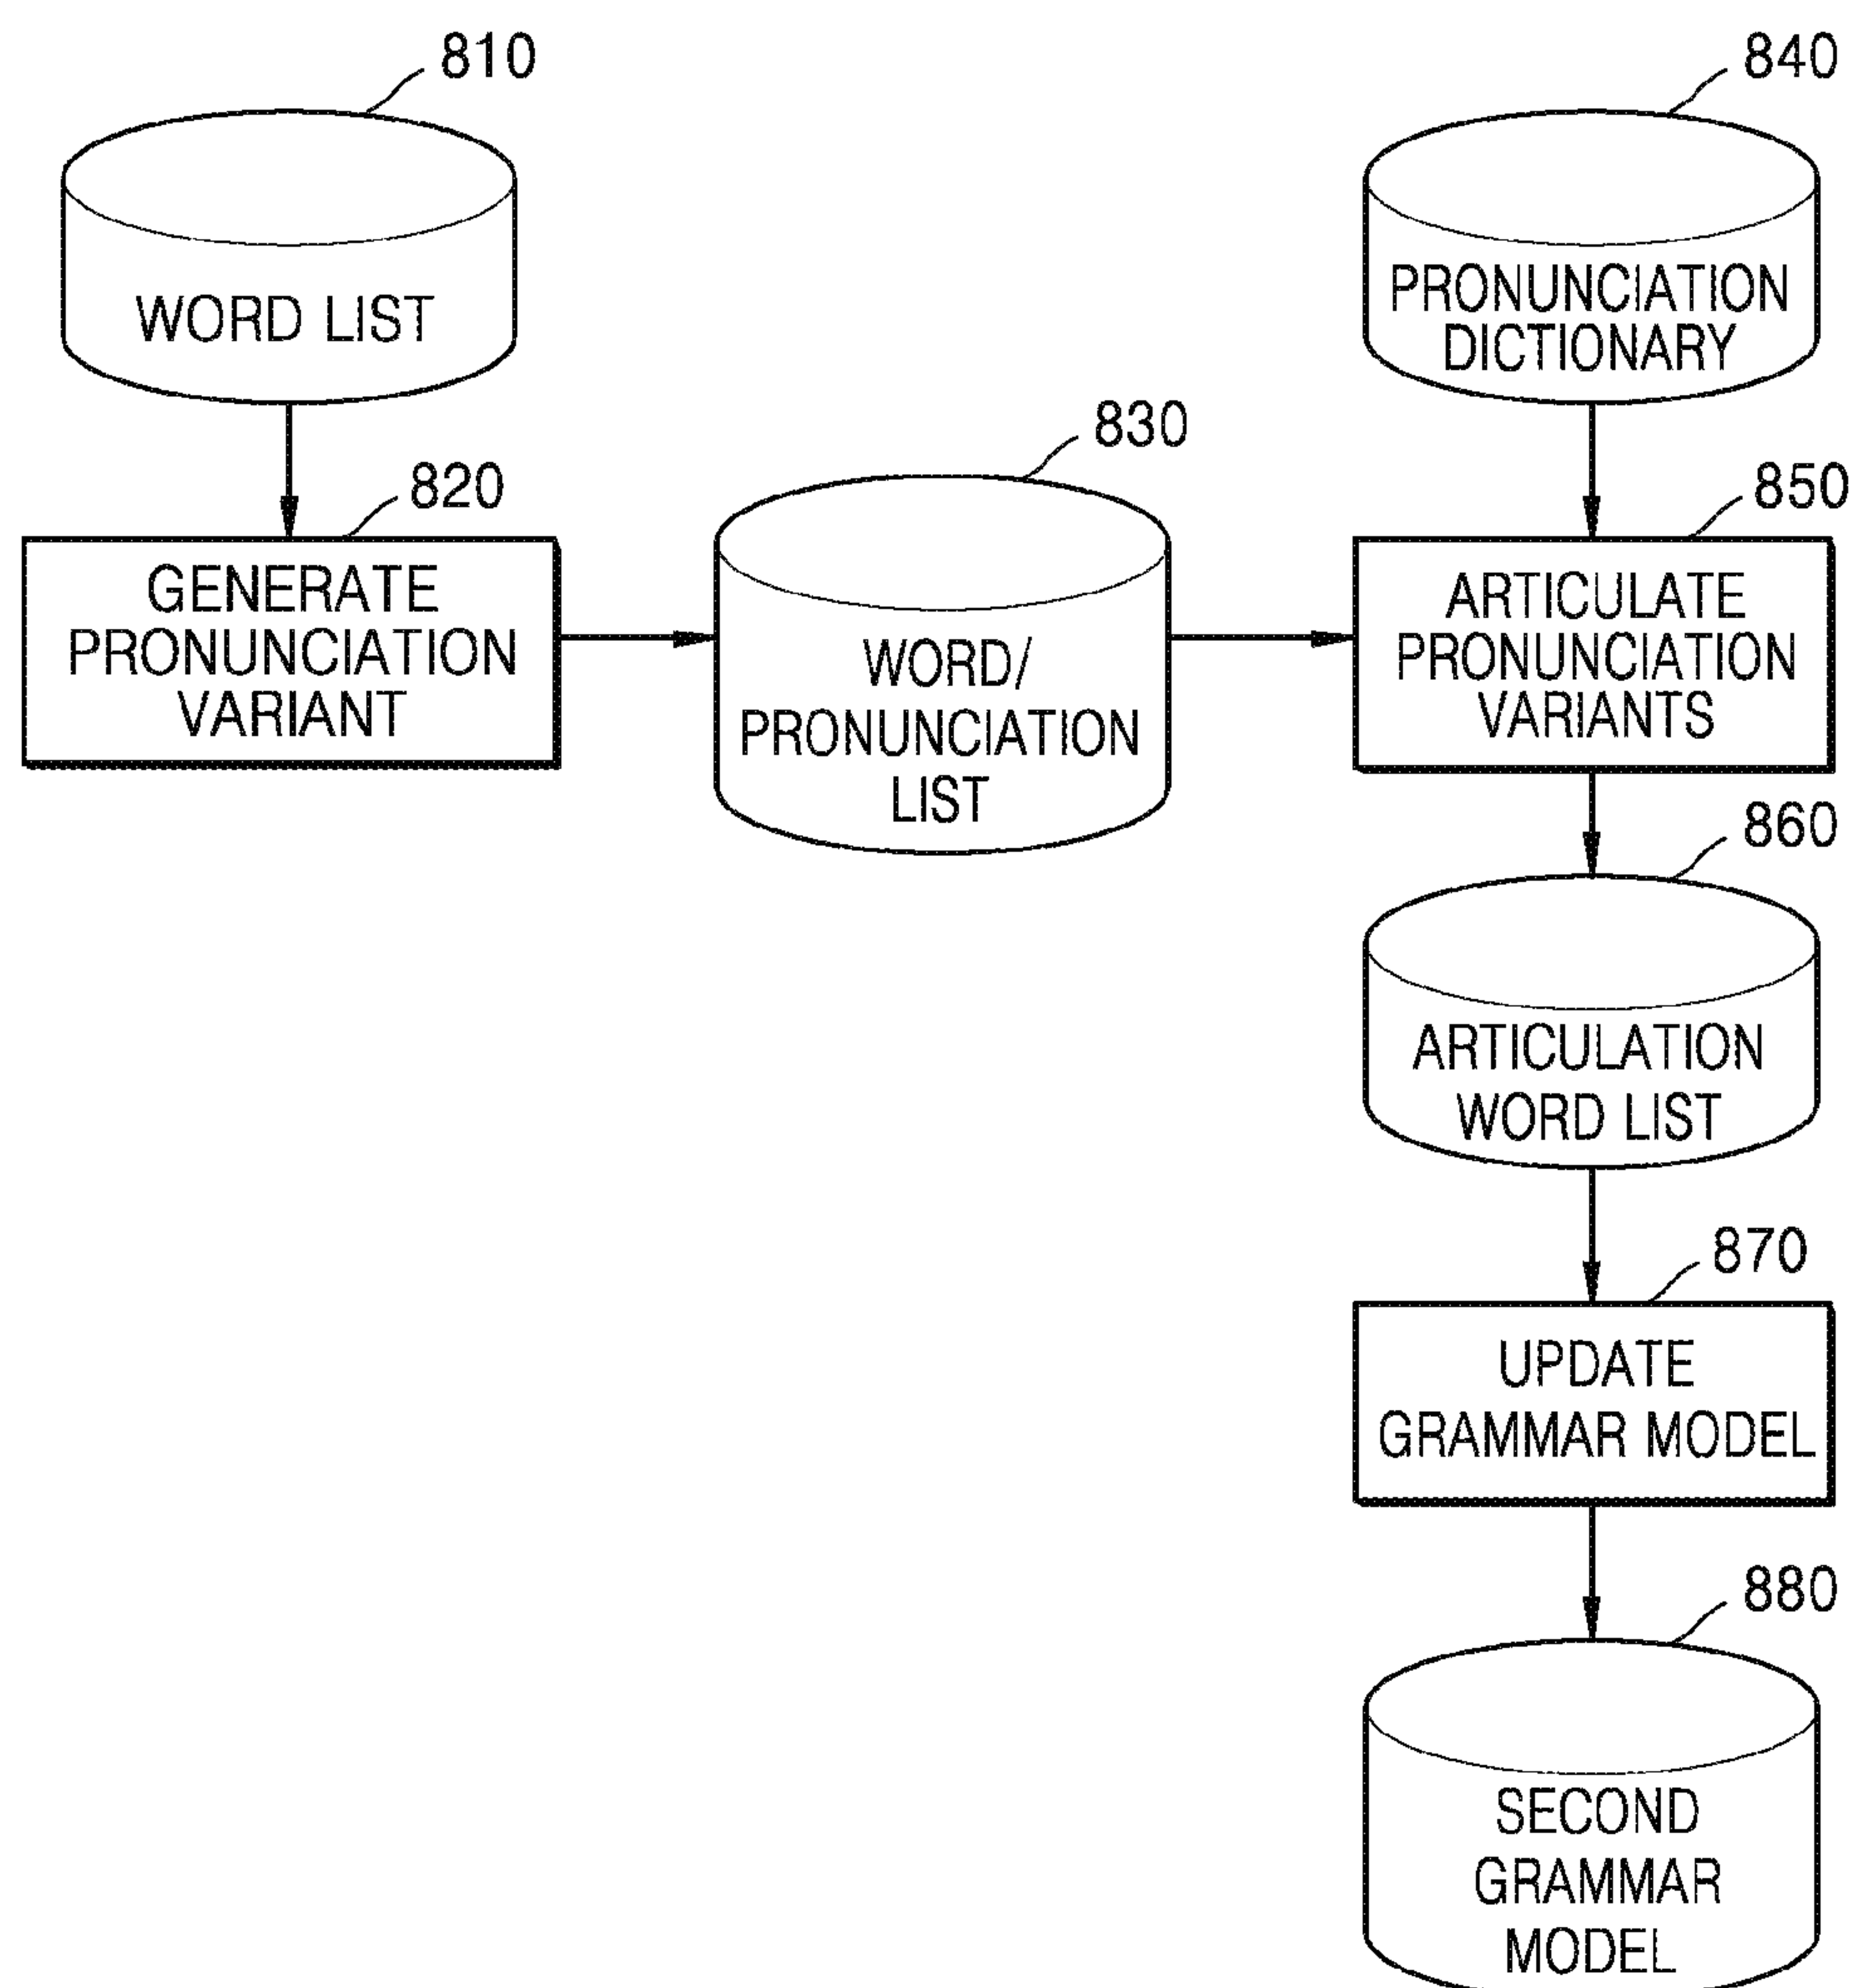 810
WORD LIST
820
GENERATE
PRONUNCIATION
VARIANT
830
WORD/
PRONUNCIATION
LIST
840
PRONUNCIATION
DICTIONARY
850
ARTICULATE
PRONUNCIATION
VARIANTS
860
ARTICULATION
WORD LIST
870
UPDATE
GRAMMAR MODEL
880
SECOND
GRAMMAR
MODEL